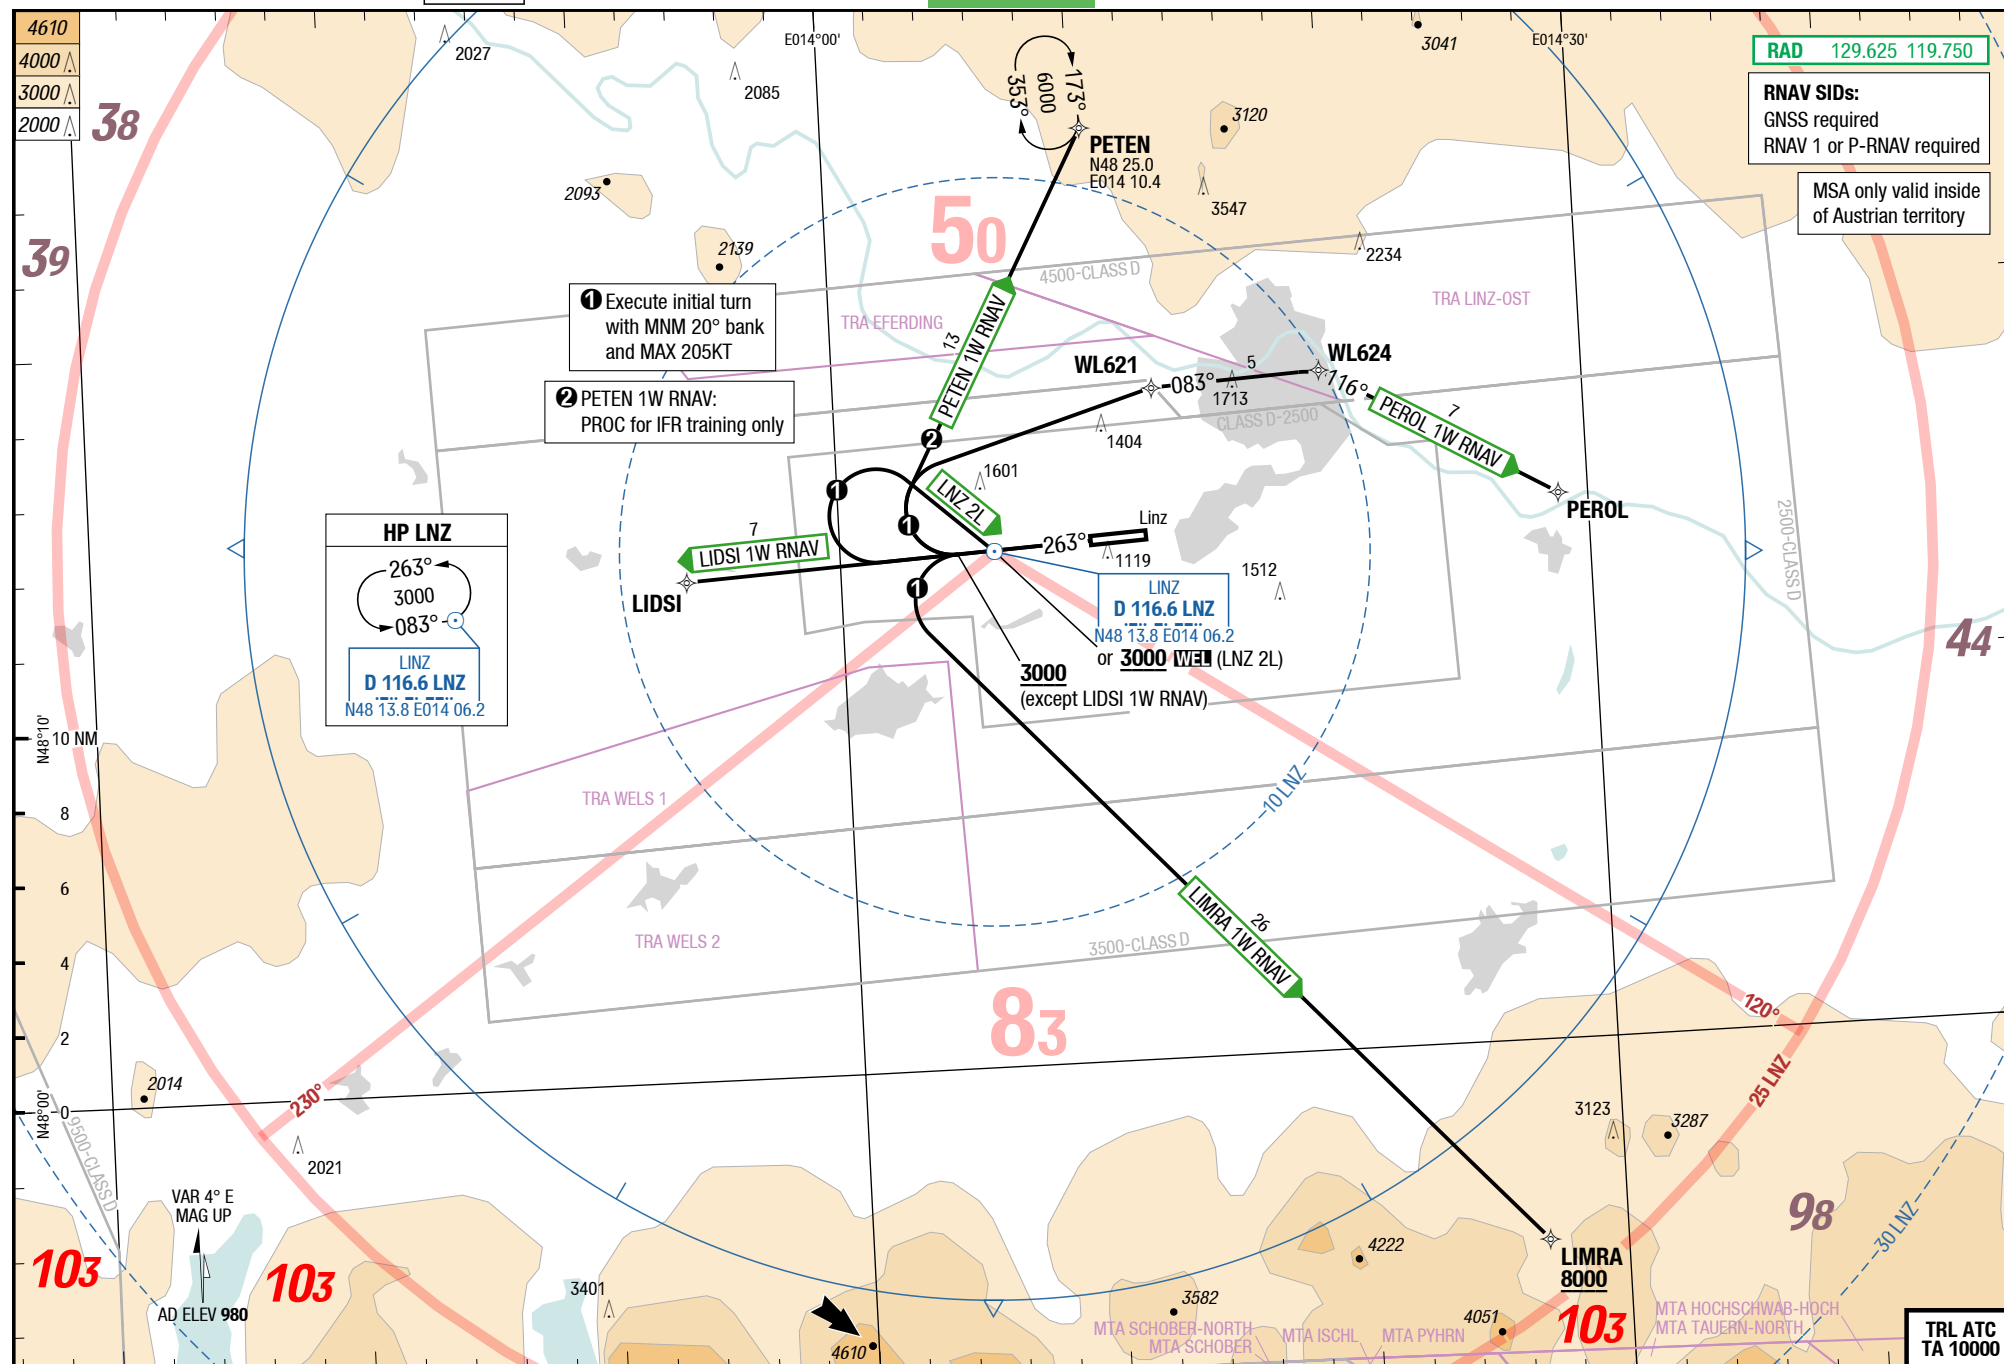 4610
4000
3000
2000
38
39
2027
2085
E014°00'
173°
6000
353°
PETEN
N48 25.0
E014 10.4
3041
3120
3547
2234
E014°30'
RAD 129.625 119.750
RNAV SIDs:
GNSS required
RNAV 1 or P-RNAV required
MSA only valid inside
of Austrian territory
2093
2139
50
4500-CLASS D
TRA EFERDING
TRA LINZ-OST
1 Execute initial turn
with MNM 20° bank
and MAX 205KT
2 PETEN 1W RNAV:
PROC for IFR training only
13
PETEN 1W RNAV
2
WL621
083°
5
1713
WL624
116°
7
PEROL 1W RNAV
PEROL
CLASS D-2500
1404
1601
LNZ 2L
1
1
1
7
LIDSI 1W RNAV
LIDSI
263°
Linz
1119
1512
2500-CLASS D
44
HP LNZ
263°
3000
083°
LINZ
D 116.6 LNZ
N48 13.8 E014 06.2
LINZ
D 116.6 LNZ
N48 13.8 E014 06.2
or 3000 WEL (LNZ 2L)
3000
(except LIDSI 1W RNAV)
N48°10'
10 NM
8
6
4
2
0
N48°00'
TRA WELS 1
TRA WELS 2
10 LNZ
3500-CLASS D
83
26
LIMRA 1W RNAV
120°
25 LNZ
230°
2014
2021
9500-CLASS D
VAR 4° E
MAG UP
AD ELEV 980
103
103
3401
4610
3582
4222
4051
3123
3287
98
30 LNZ
LIMRA
8000
103
MTA SCHOBER-NORTH
MTA SCHOBER
MTA ISCHL
MTA PYHRN
MTA HOCHSCHWAB-HOCH
MTA TAUERN-NORTH
TRL ATC
TA 10000